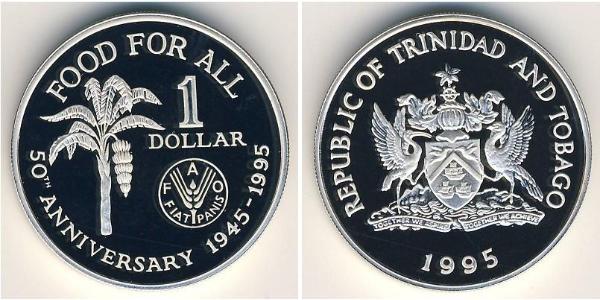 FOOD FOR ALL
1
DOLLAR
FAO
FIAT PANIS
50TH ANNIVERSARY 1945-1995
REPUBLIC OF TRINIDAD AND TOBAGO
TOGETHER WE ASPIRE TOGETHER WE ACHIEVE
1995